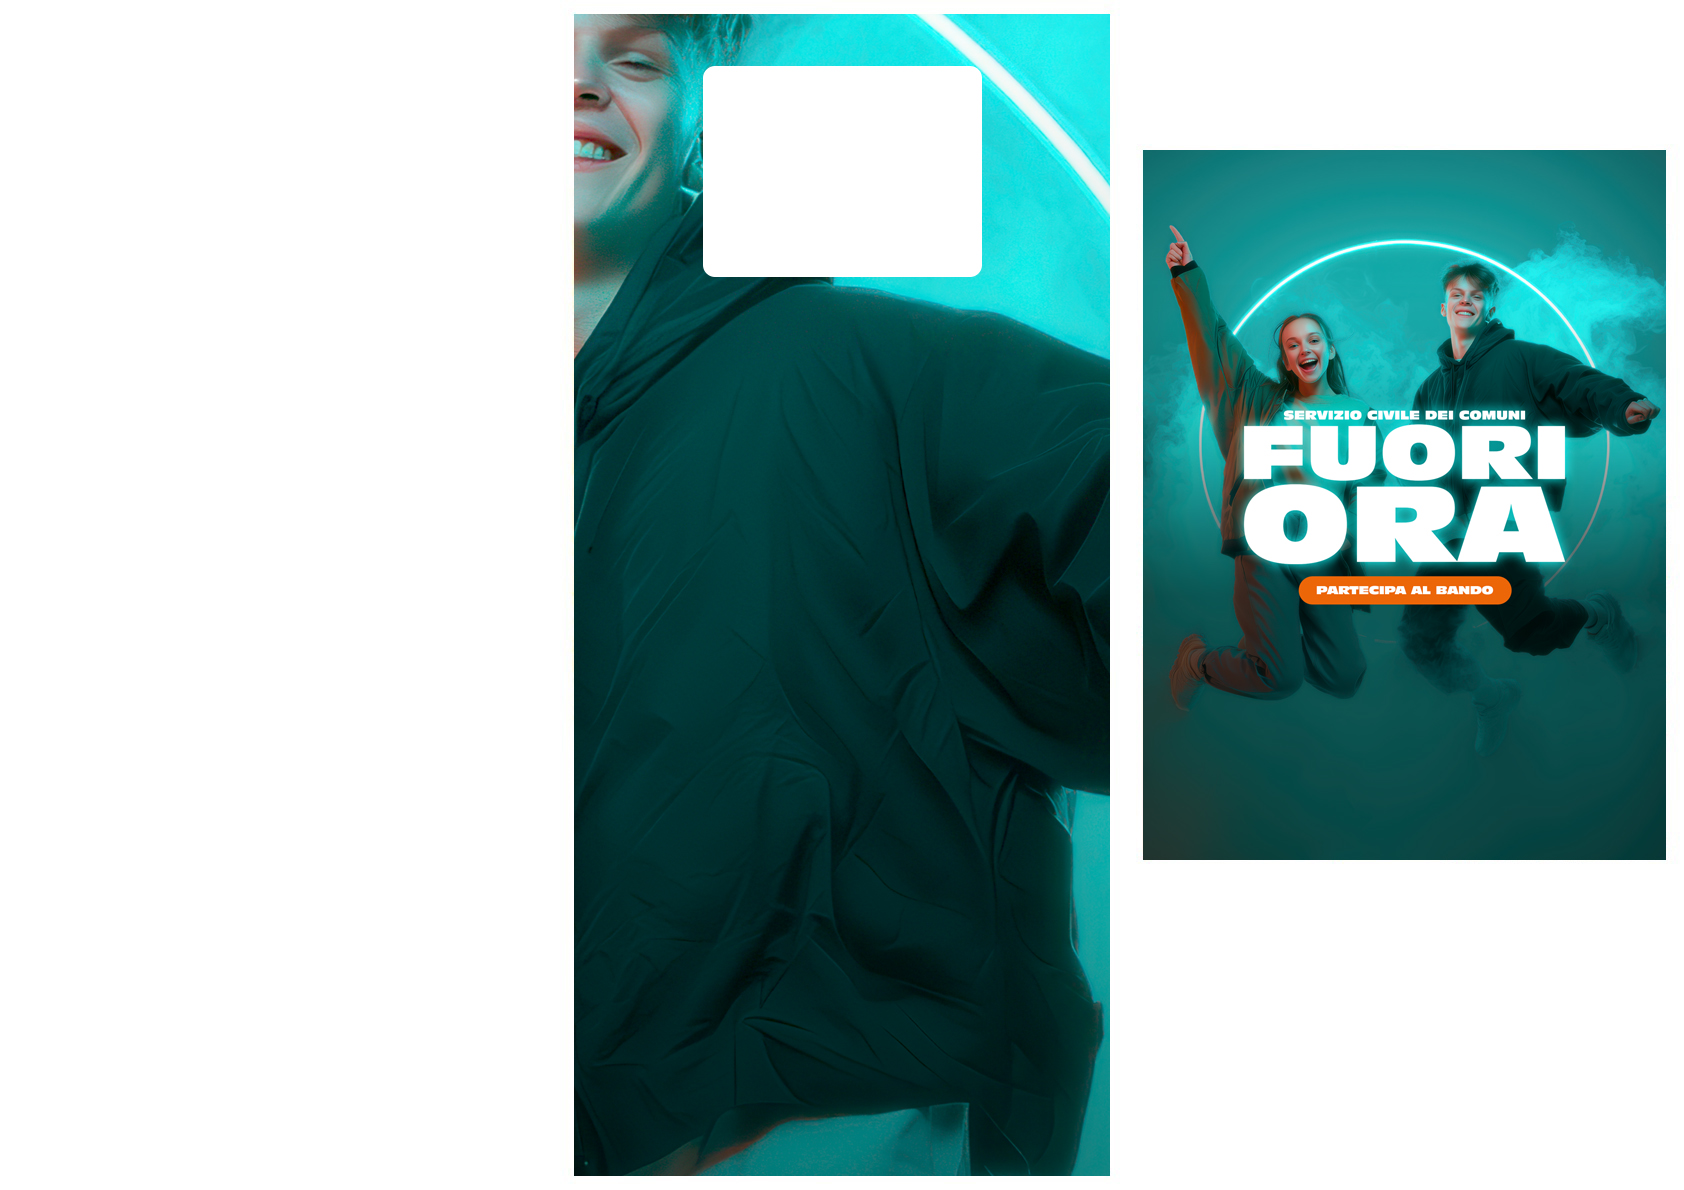 SERVIZIO CIVILE DEI COMUNI
FUORI
ORA
PARTECIPA AL BANDO